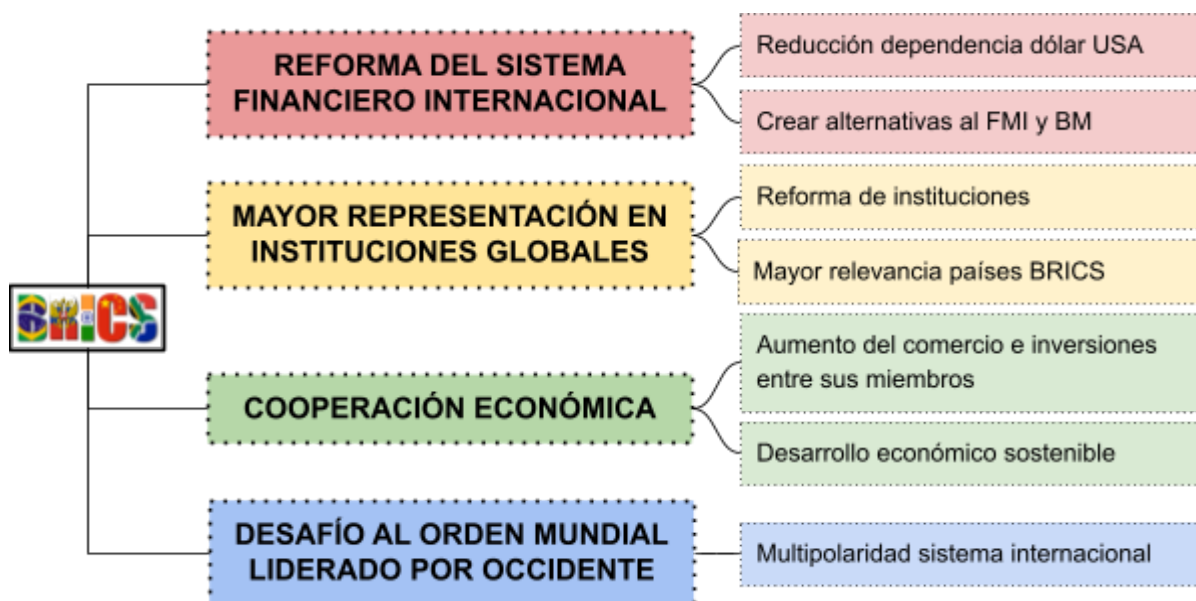 BRICS
REFORMA DEL SISTEMA
FINANCIERO INTERNACIONAL
Reducción dependencia dólar USA
Crear alternativas al FMI y BM
MAYOR REPRESENTACIÓN EN
INSTITUCIONES GLOBALES
Reforma de instituciones
Mayor relevancia países BRICS
COOPERACIÓN ECONÓMICA
Aumento del comercio e inversiones
entre sus miembros
Desarrollo económico sostenible
DESAFÍO AL ORDEN MUNDIAL
LIDERADO POR OCCIDENTE
Multipolaridad sistema internacional